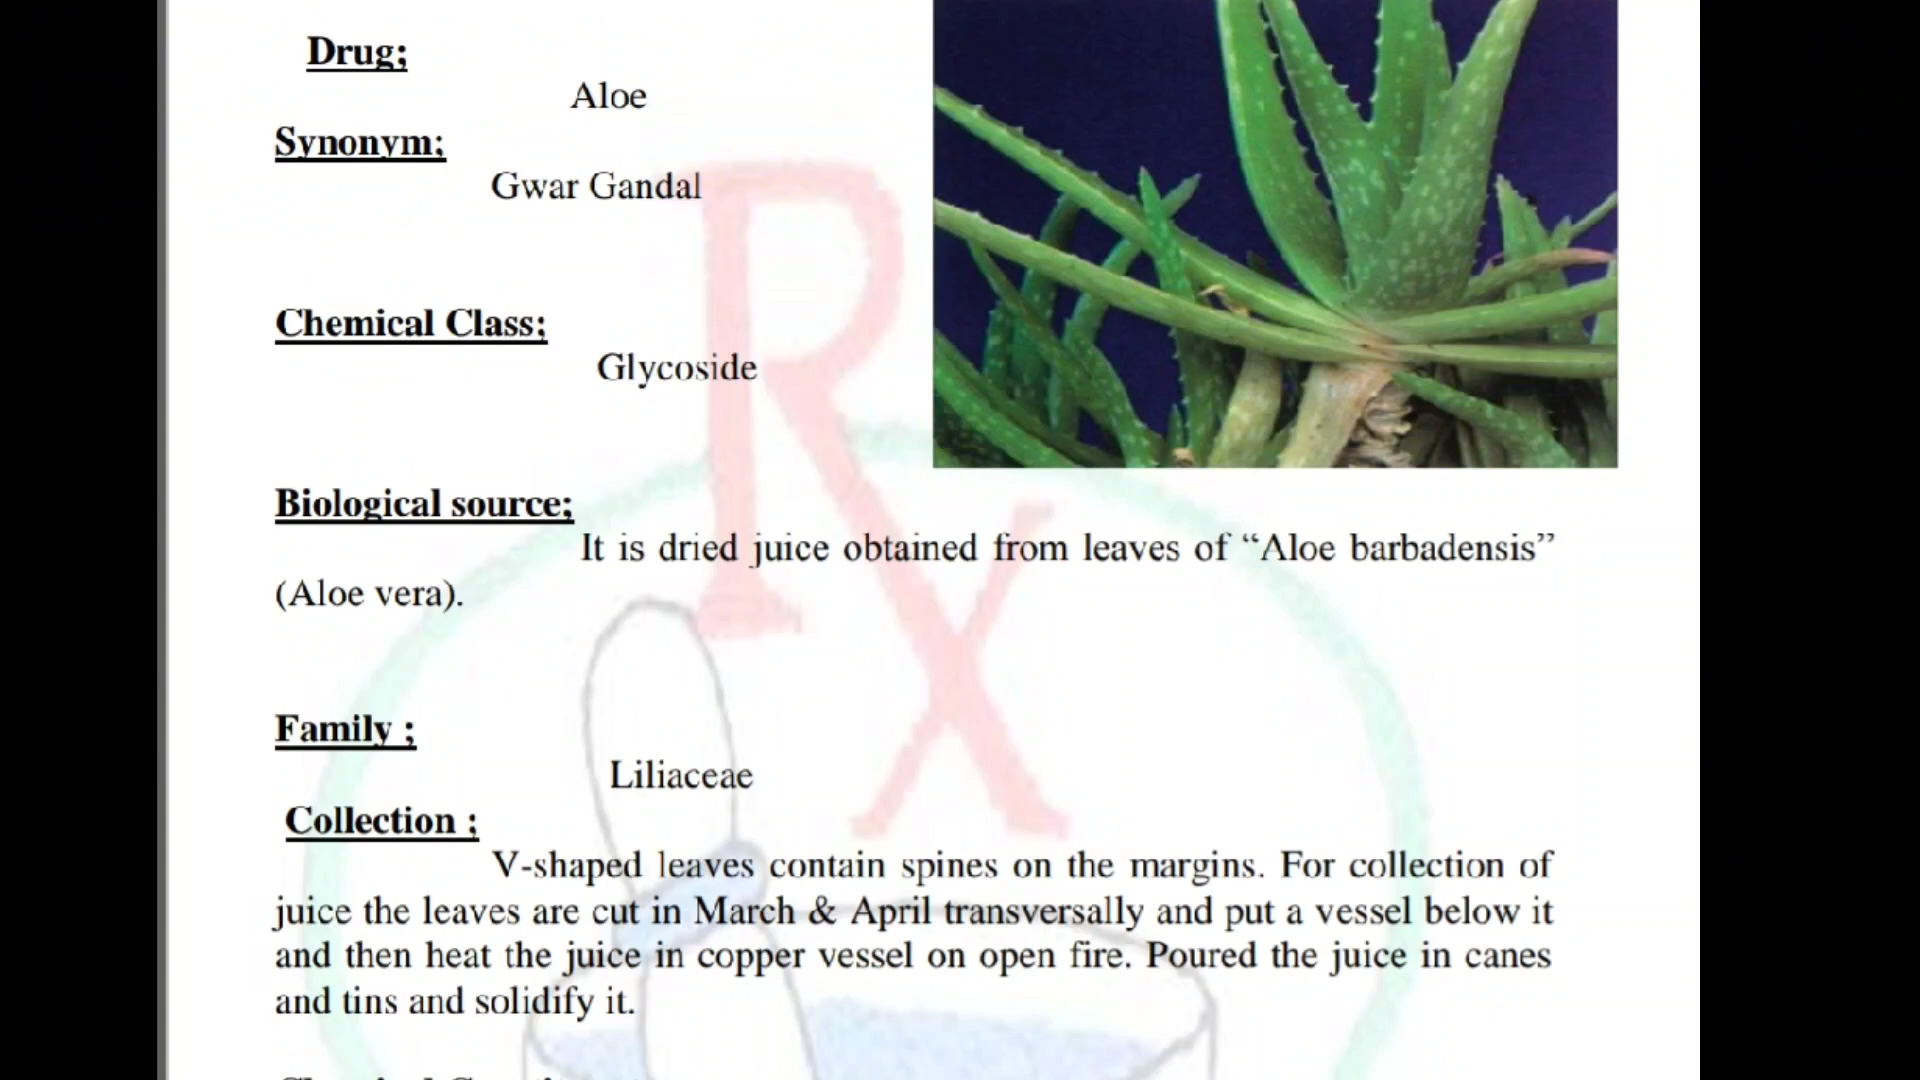 Drug;
Aloe
Synonym;
Gwar Gandal
Chemical Class;
Glycoside
Biological source;
It is dried juice obtained from leaves of “Aloe barbadensis”
(Aloe vera).
Family ;
Liliaceae
Collection ;
V-shaped leaves contain spines on the margins. For collection of
juice the leaves are cut in March & April transversally and put a vessel below it
and then heat the juice in copper vessel on open fire. Poured the juice in canes
and tins and solidify it.
Rx